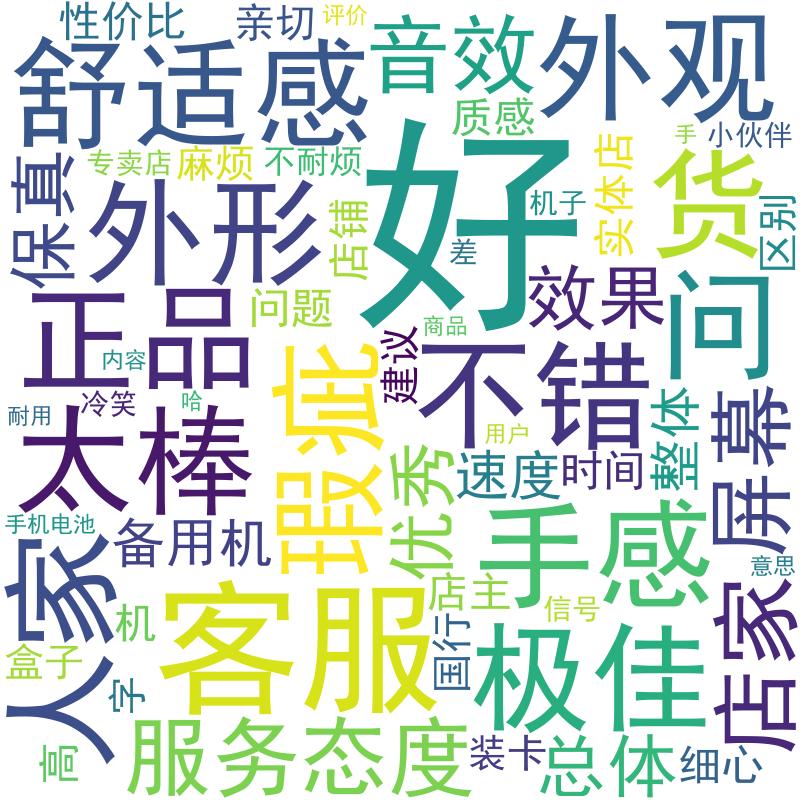 性价比
亲切
评价
舒适感
音效
外观
质感
小伙伴
手
专卖店
麻烦
不耐烦
好
实体店
货
保真
外形
店铺
机子
区别
差
正品
问题
效果
问
商品
内容
建议
不错
瑕疵
冷笑
哈
耐用
太棒
用户
整体
屏幕
优秀
速度
时间
手机电池
备用机
手感
人家
意思
客服
店主
信号
店家
机
国行
极佳
盒子
字
服务态度
装卡
总体
细心
高